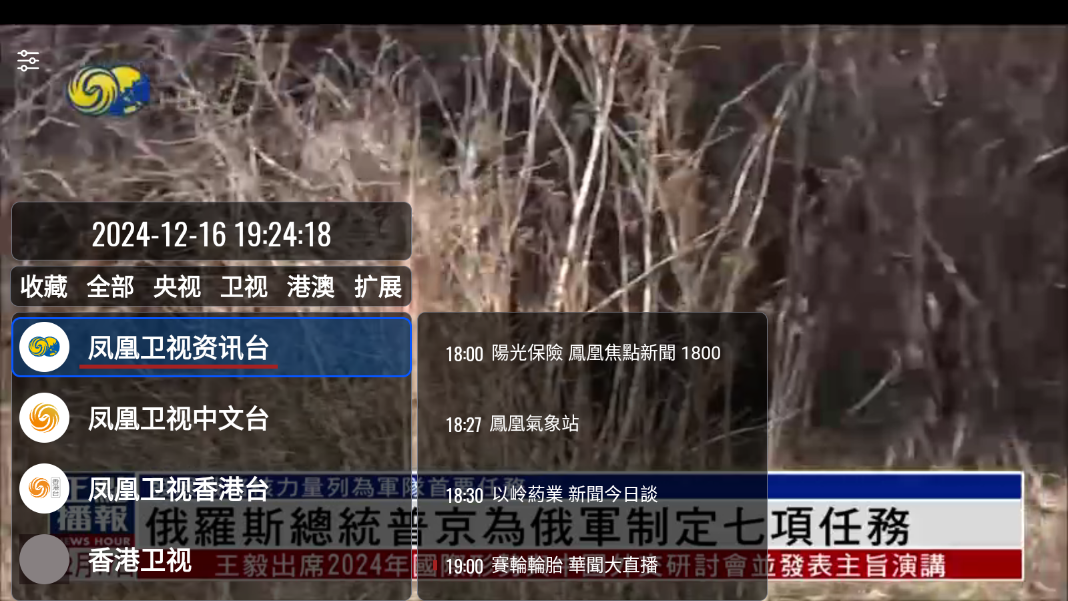 2024-12-16 19:24:18
收藏 全部 央视 卫视 港澳 扩展
凤凰卫视资讯台
18:00 陽光保險 鳳凰焦點新聞 1800
凤凰卫视中文台
18:27 鳳凰氣象站
凤凰卫视香港台
力量列為軍隊首要任務
18:30 以岭葯業 新聞今日談
播報
NEWS HOUR
俄羅斯總統普京為俄軍制定七項任務
香港卫视
19:00 賽輪輪胎 華聞大直播
王毅出席2024年國際形
研討會並發表主旨演講